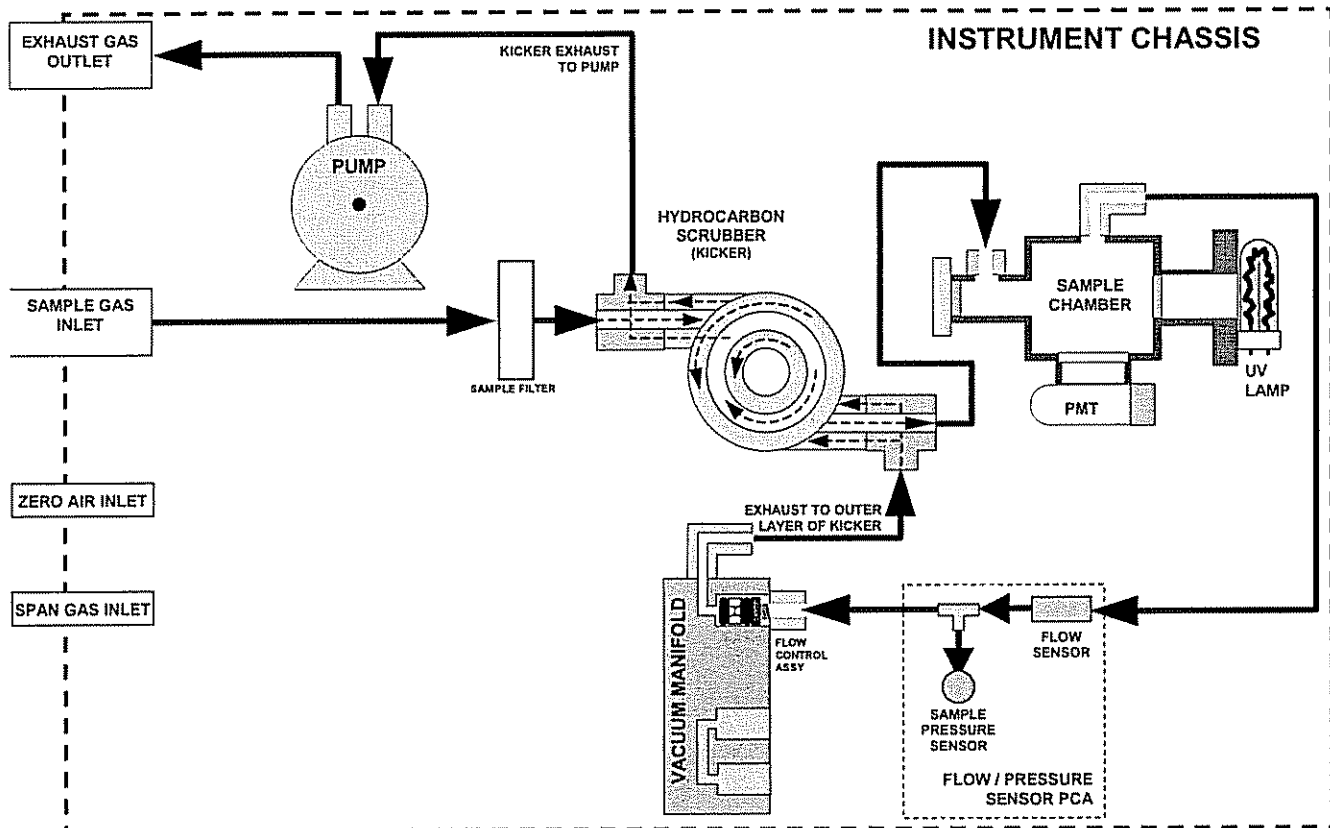 EXHAUST GAS
OUTLET
KICKER EXHAUST
TO PUMP
INSTRUMENT CHASSIS
PUMP
HYDROCARBON
SCRUBBER
(KICKER)
SAMPLE GAS
INLET
SAMPLE FILTER
SAMPLE
CHAMBER
UV
LAMP
PMT
ZERO AIR INLET
EXHAUST TO OUTER
LAYER OF KICKER
SPAN GAS INLET
VACUUM MANIFOLD
FLOW
CONTROL
ASSY
FLOW
SENSOR
SAMPLE
PRESSURE
SENSOR
FLOW / PRESSURE
SENSOR PCA